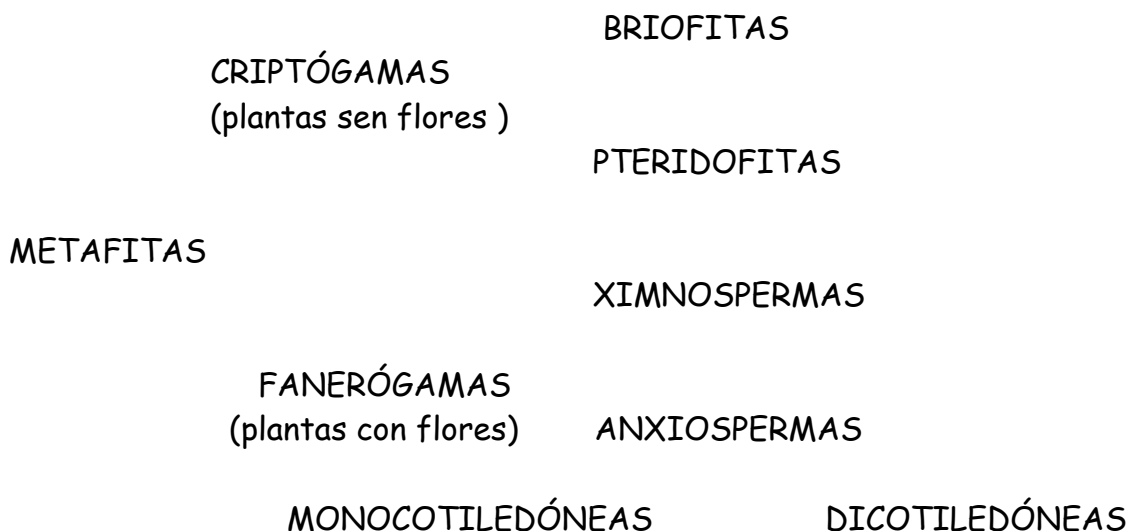 BRIOFITAS
CRIPTÓGAMAS
(plantas sen flores )
PTERIDOFITAS
METAFITAS
XIMNOSPERMAS
FANERÓGAMAS
(plantas con flores) ANXIOSPERMAS
MONOCOTILEDÓNEAS DICOTILEDÓNEAS